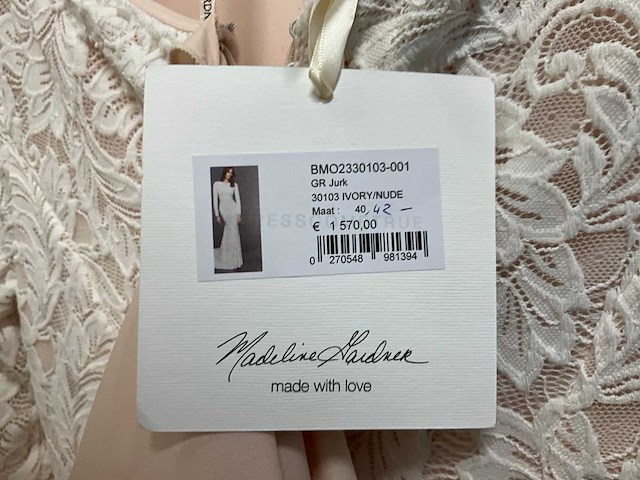 BMO2330103-001
GR Jurk
30103 IVORY/NUDE
Maat : 40, 42 -
€ 1 570,00
0 270548 981394
Madeline Gardner
made with love